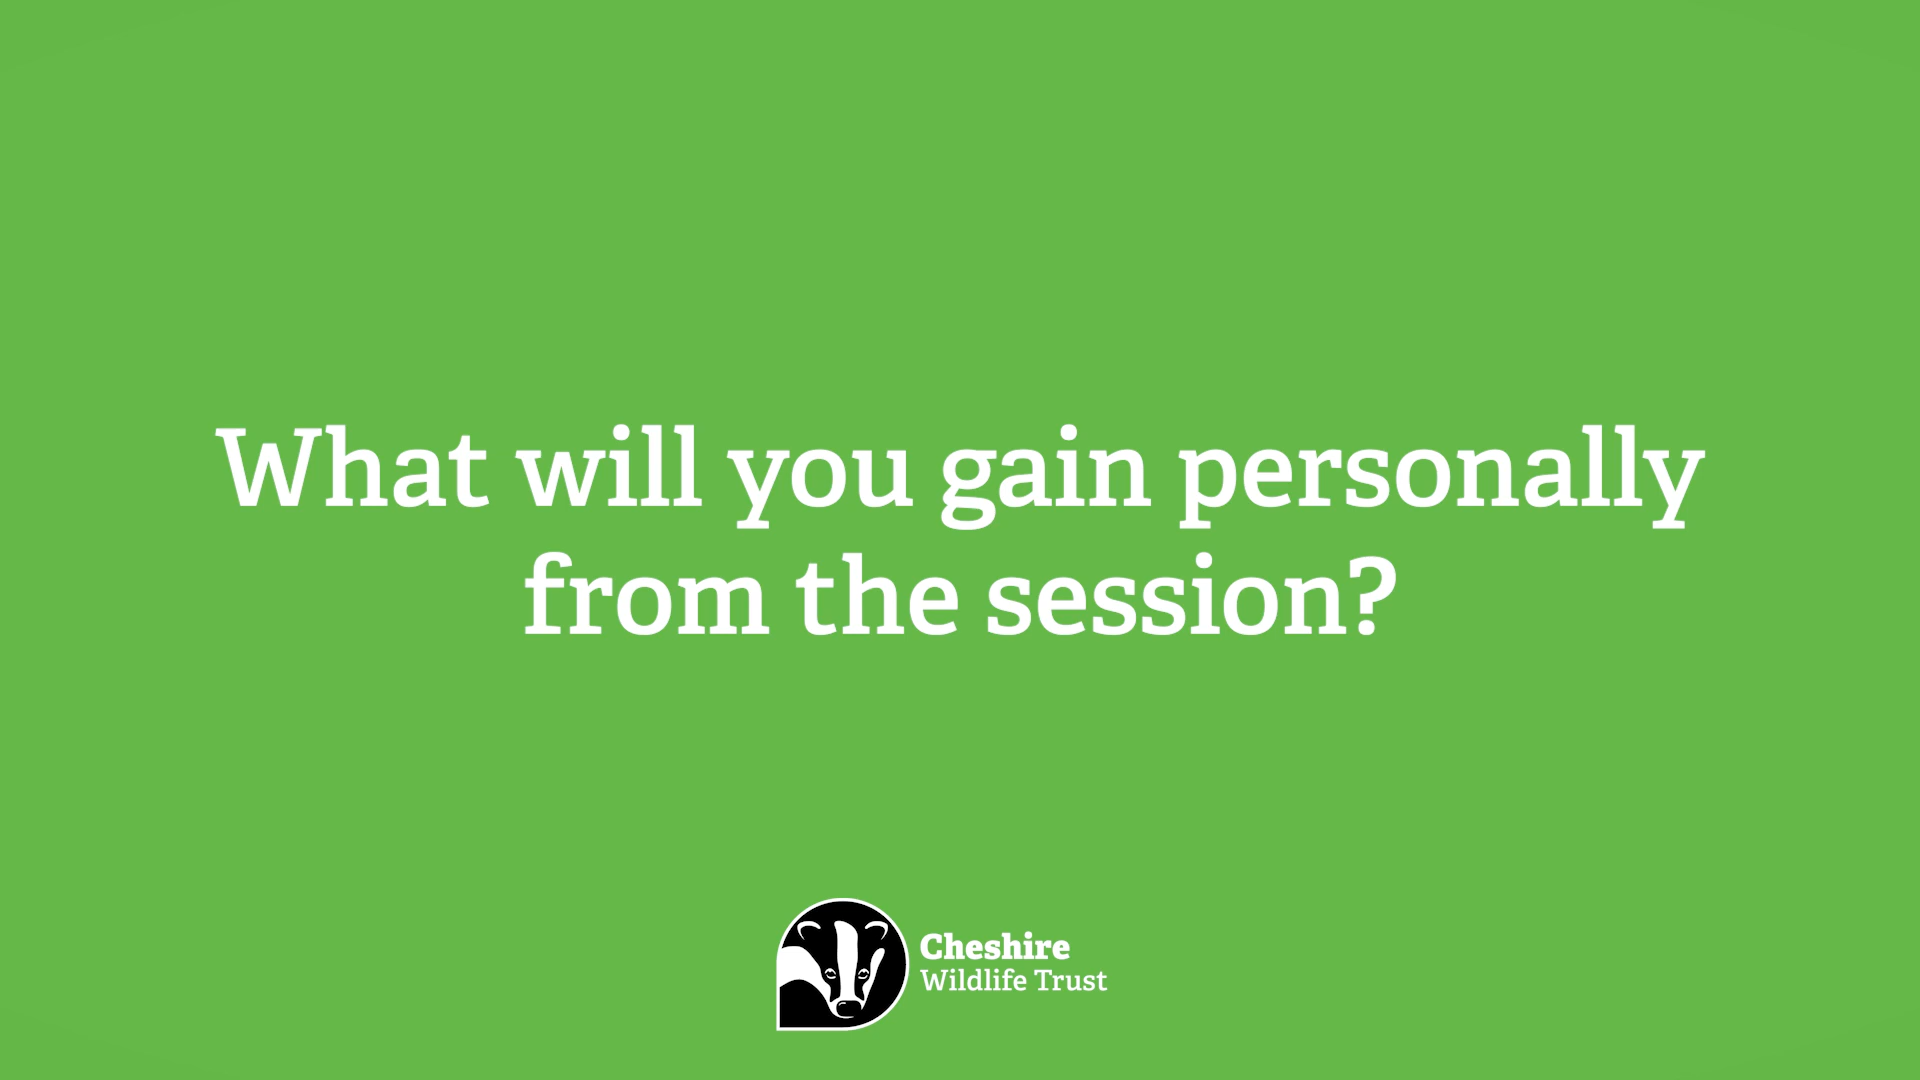 What will you gain personally
from the session?
Cheshire
Wildlife Trust